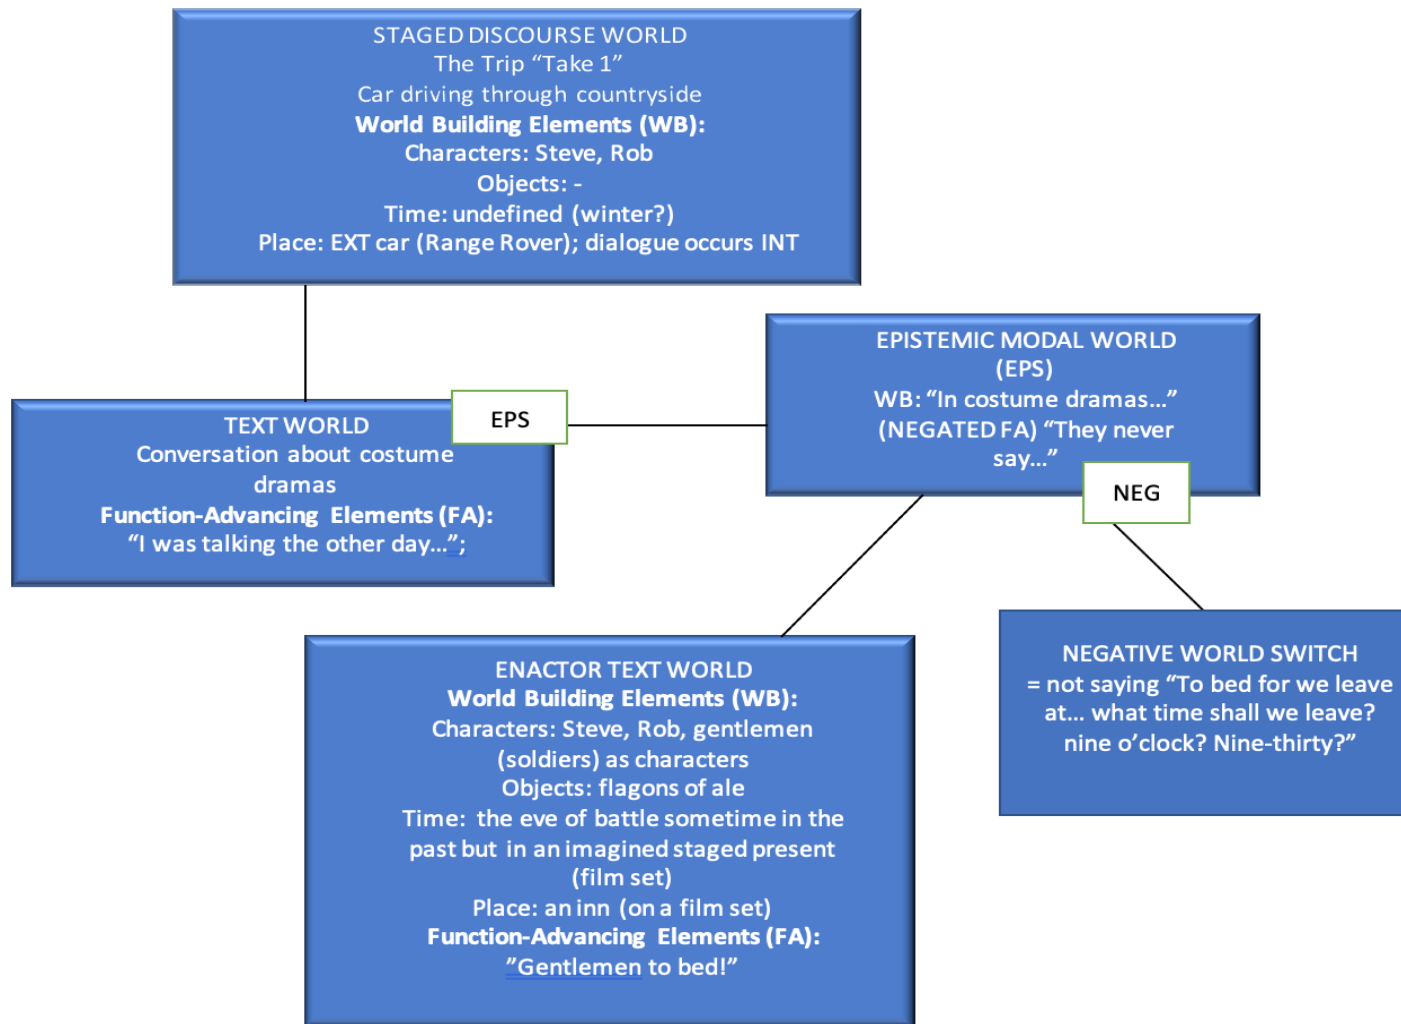 STAGED DISCOURSE WORLD
The Trip “Take 1”
Car driving through countryside
World Building Elements (WB):
Characters: Steve, Rob
Objects: -
Time: undefined (winter?)
Place: EXT car (Range Rover); dialogue occurs INT
TEXT WORLD
Conversation about costume
dramas
Function-Advancing Elements (FA):
“I was talking the other day…”;
EPS
EPISTEMIC MODAL WORLD
(EPS)
WB: “In costume dramas…”
(NEGATED FA) “They never
say…”
NEG
ENACTOR TEXT WORLD
World Building Elements (WB):
Characters: Steve, Rob, gentlemen
(soldiers) as characters
Objects: flagons of ale
Time: the eve of battle sometime in the
past but in an imagined staged present
(film set)
Place: an inn (on a film set)
Function-Advancing Elements (FA):
”Gentlemen to bed!”
NEGATIVE WORLD SWITCH
= not saying “To bed for we leave
at… what time shall we leave?
nine o’clock? Nine-thirty?”